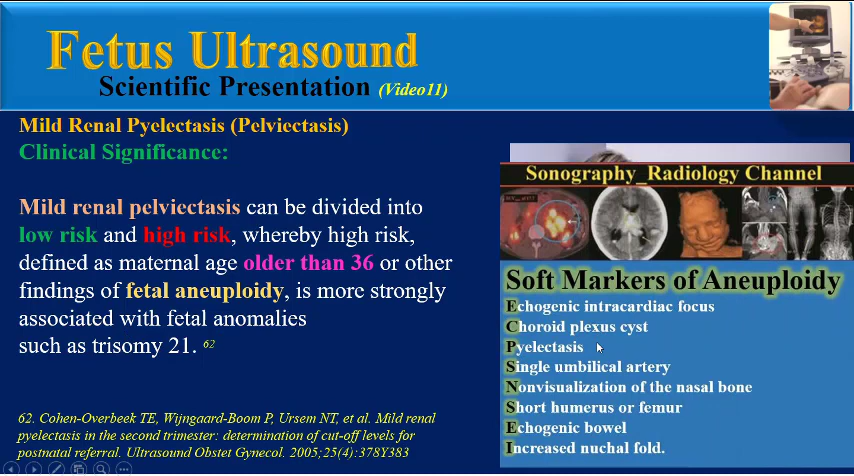 Fetus Ultrasound
Scientific Presentation (Video11)
Mild Renal Pyelectasis (Pelviectasis)
Clinical Significance:
Mild renal pelviectasis can be divided into
low risk and high risk, whereby high risk,
defined as maternal age older than 36 or other
findings of fetal aneuploidy, is more strongly
associated with fetal anomalies
such as trisomy 21. 62
62. Cohen-Overbeek TE, Wijngaard-Boom P, Ursem NT, et al. Mild renal
pyelectasis in the second trimester: determination of cut-off levels for
postnatal referral. Ultrasound Obstet Gynecol. 2005;25(4):378Y383
Sonography_Radiology Channel
Soft Markers of Aneuploidy
Echogenic intracardiac focus
Choroid plexus cyst
Pyelectasis
Single umbilical artery
Nonvisualization of the nasal bone
Short humerus or femur
Echogenic bowel
Increased nuchal fold.